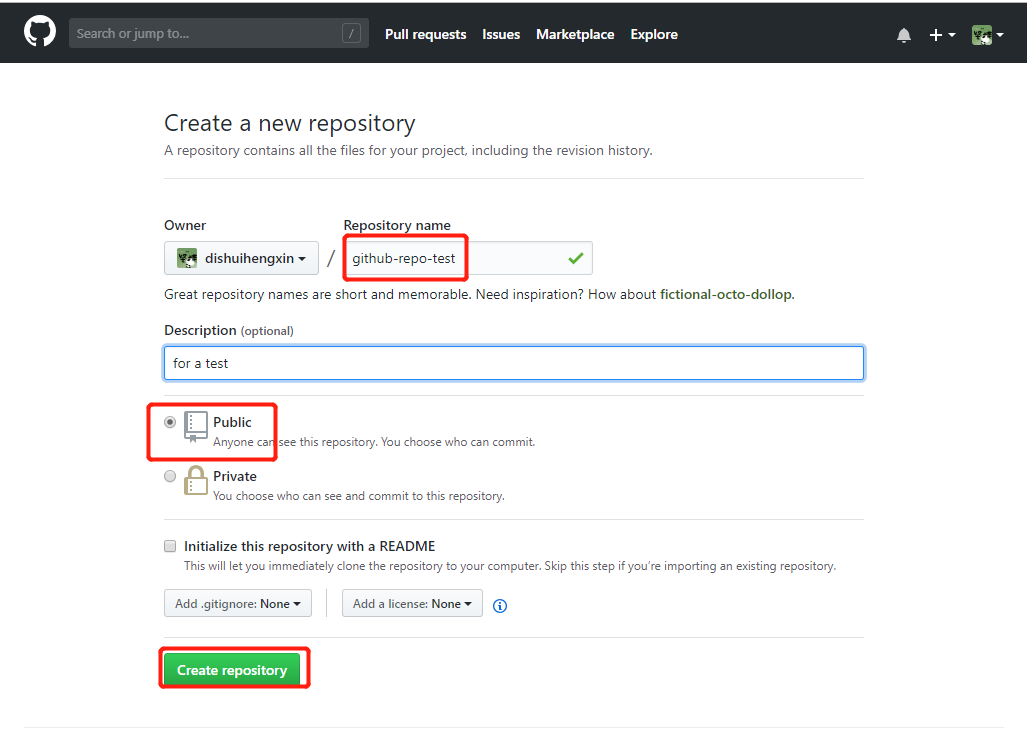 Search or jump to... / Pull requests Issues Marketplace Explore
Create a new repository
A repository contains all the files for your project, including the revision history.
Owner Repository name
dishuihengxin / github-repo-test
Great repository names are short and memorable. Need inspiration? How about fictional-octo-dollop.
Description (optional)
for a test
Public
Anyone can see this repository. You choose who can commit.
Private
You choose who can see and commit to this repository.
Initialize this repository with a README
This will let you immediately clone the repository to your computer. Skip this step if you’re importing an existing repository.
Add .gitignore: None Add a license: None
Create repository